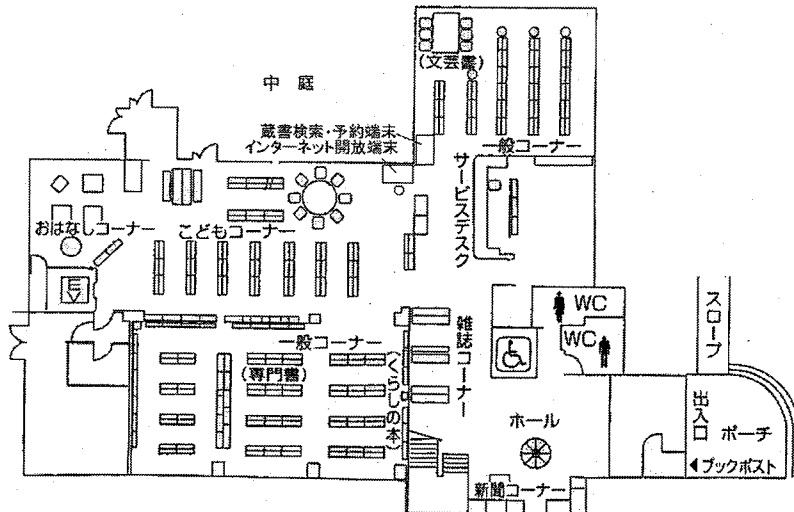 中庭
(文芸書)
蔵書検索・予約端末
インターネット開放端末
一般コーナー
サービスデスク
おはなしコーナー
こどもコーナー
EV
WC
WC
スロープ
一般コーナー
(専門書)
(くらしの本)
雑誌コーナー
ホール
出入口
ポーチ
◀ブックポスト
新聞コーナー